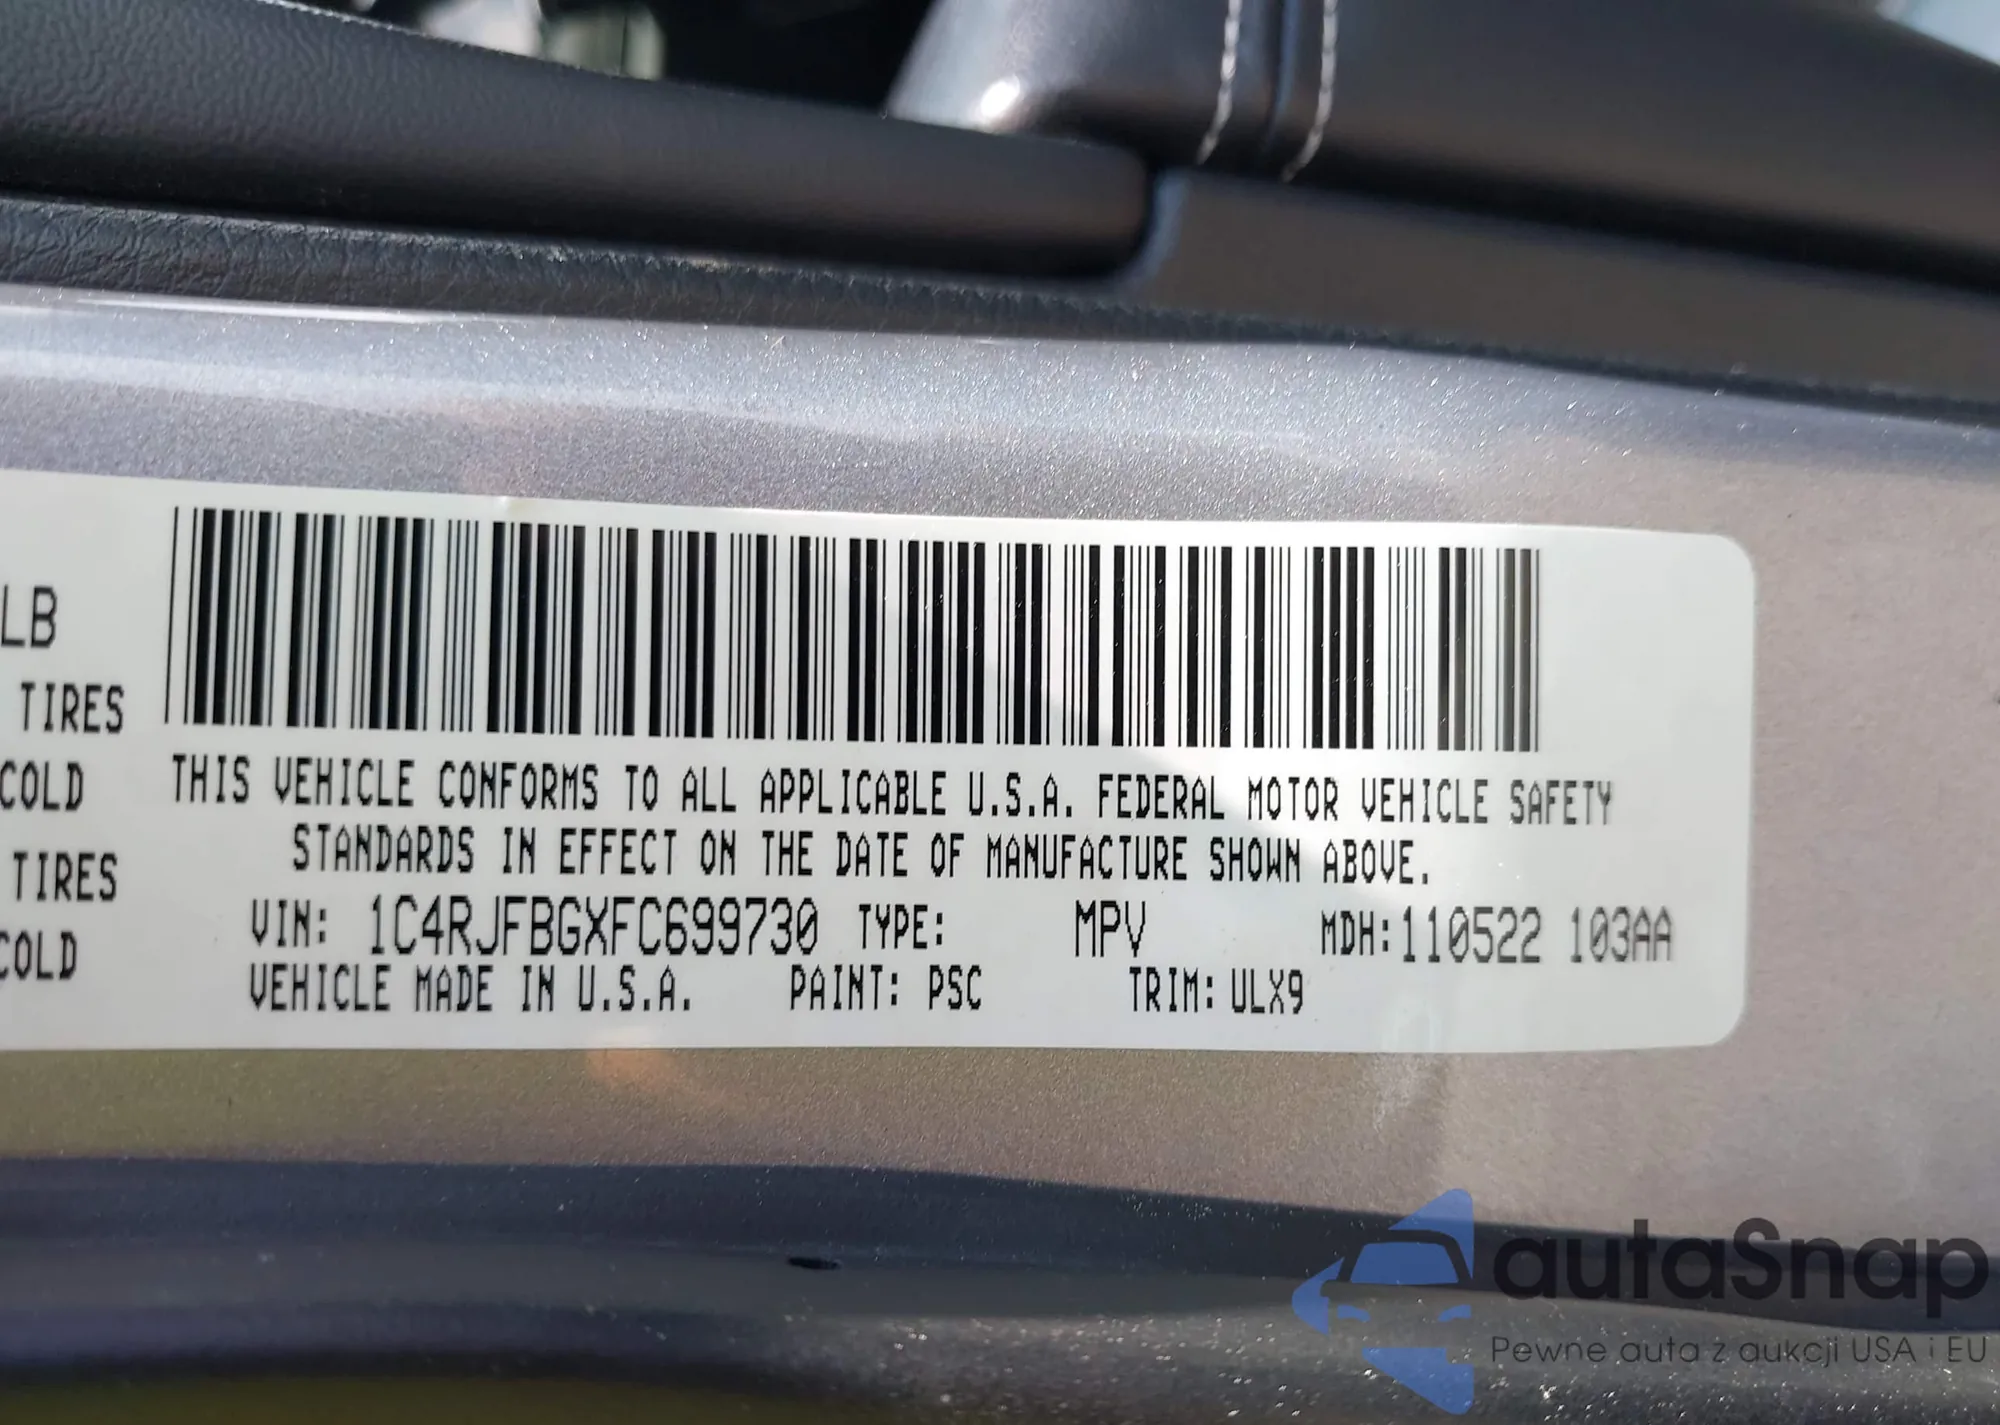 LB
TIRES
COLD
TIRES
COLD
THIS VEHICLE CONFORMS TO ALL APPLICABLE U.S.A. FEDERAL MOTOR VEHICLE SAFETY
STANDARDS IN EFFECT ON THE DATE OF MANUFACTURE SHOWN ABOVE.
VIN: 1C4RJFBGXFC699730 TYPE: MPV MDH:110522 103AA
VEHICLE MADE IN U.S.A. PAINT: PSC TRIM: ULX9
autaSnap
Pewne auta z aukcji USA i EU